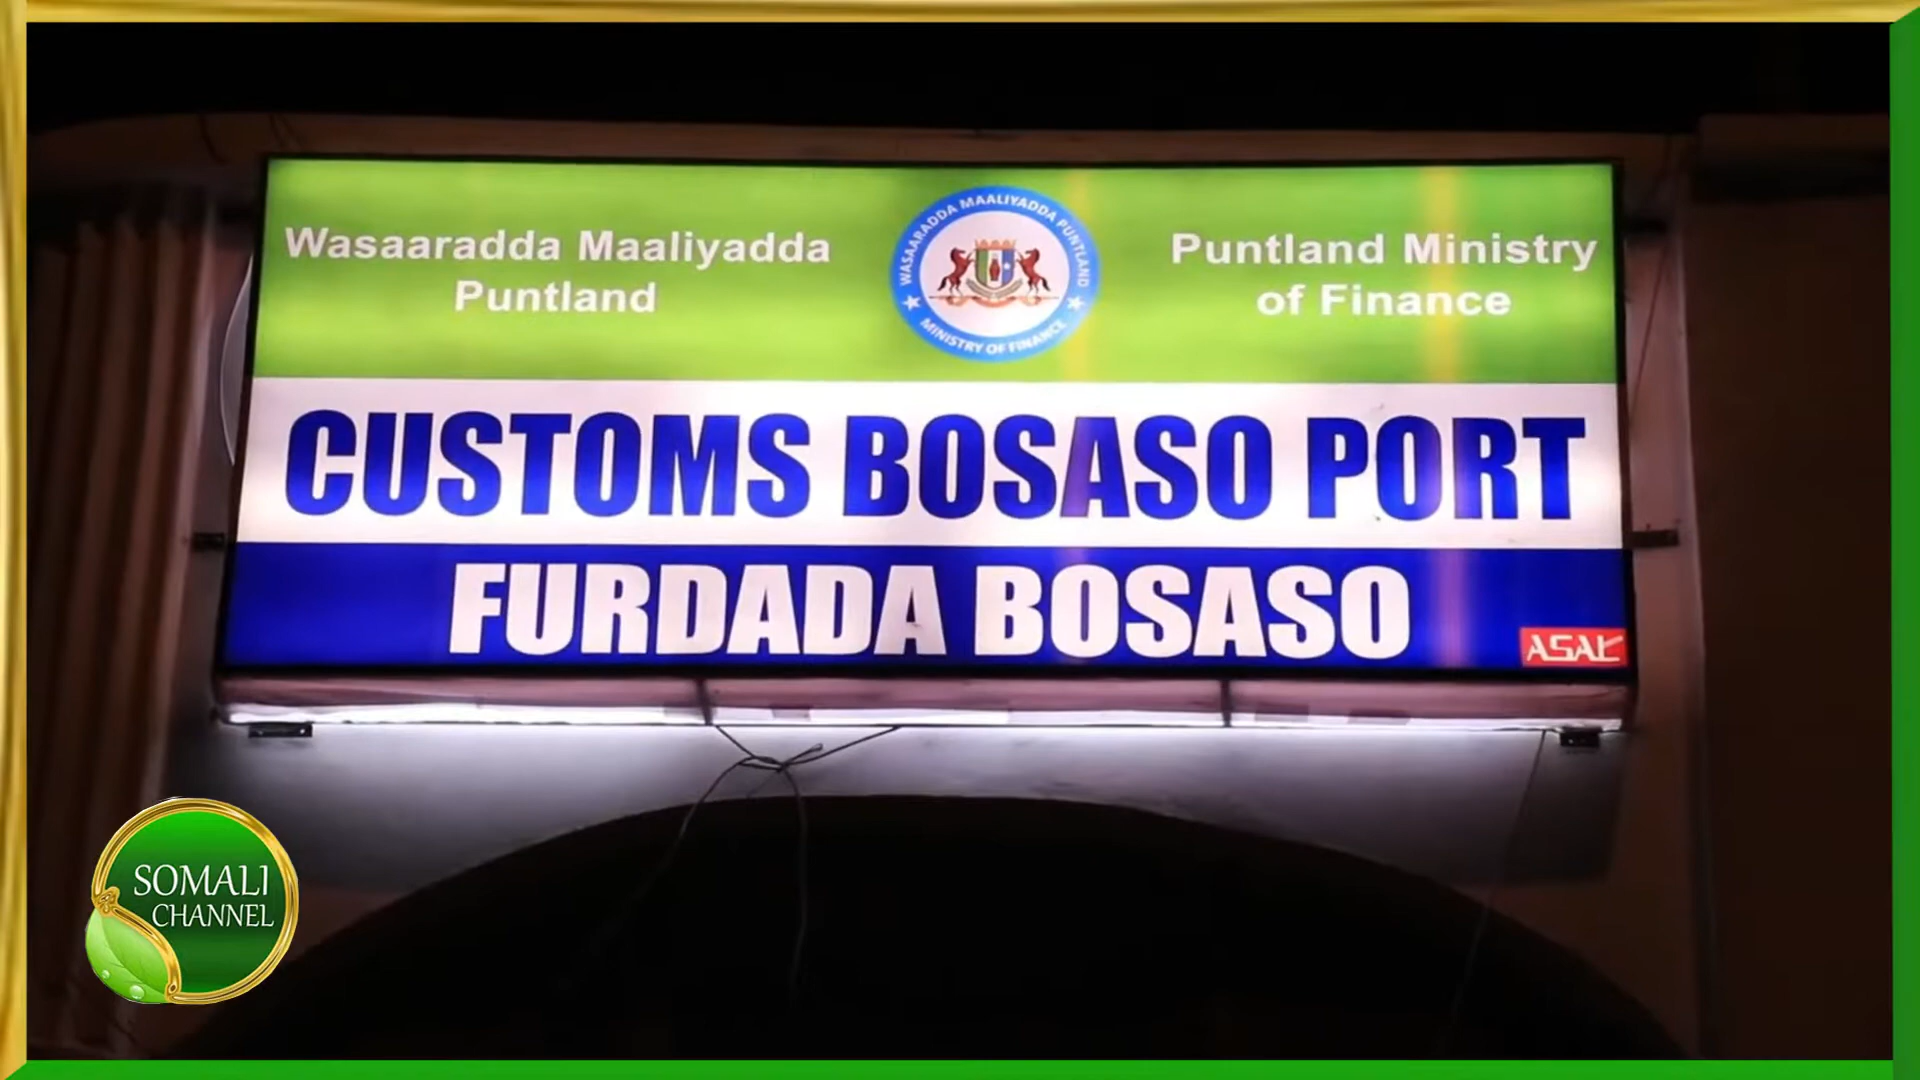 Wasaaradda Maaliyadda
Puntland
WASAARADDA MAALIYADDA PUNTLAND
MINISTRY OF FINANCE
Puntland Ministry
of Finance
CUSTOMS BOSASO PORT
FURDADA BOSASO
ASAL
SOMALI
CHANNEL